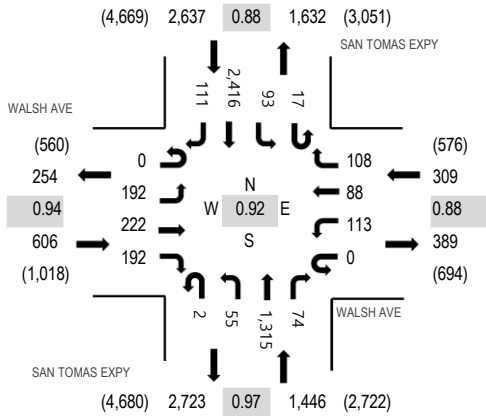 (4,669) 2,637 0.88 1,632 (3,051)
SAN TOMAS EXPY
WALSH AVE
111 2,416 93 17
(560) (576)
254 0 108 309
0.94 192 N 88 0.88
W 0.92 E
606 222 S 113 389
(1,018) 192 0 (694)
2 55 1,315 74
WALSH AVE
SAN TOMAS EXPY
(4,680) 2,723 0.97 1,446 (2,722)